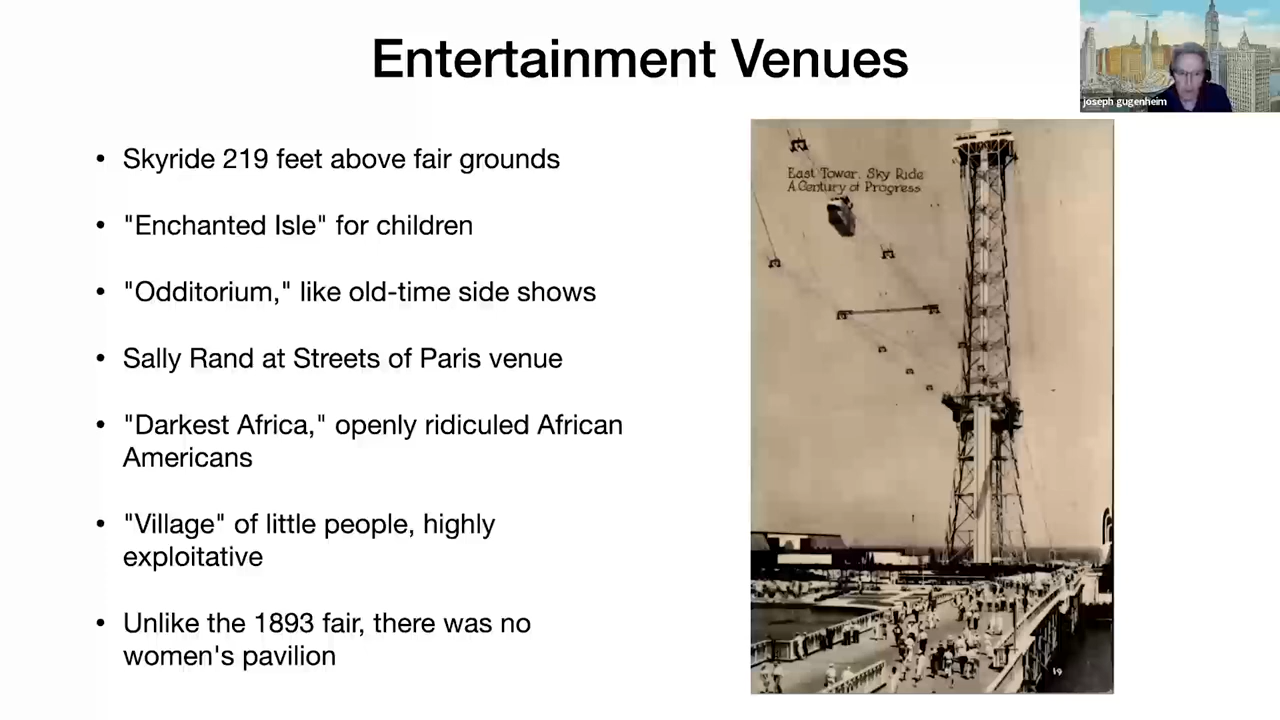 Entertainment Venues
joseph gugenheim
• Skyride 219 feet above fair grounds
• "Enchanted Isle" for children
• "Odditorium," like old-time side shows
• Sally Rand at Streets of Paris venue
• "Darkest Africa," openly ridiculed African
Americans
• "Village" of little people, highly
exploitative
• Unlike the 1893 fair, there was no
women's pavilion
East Tower. Sky Ride
A Century of Progress
19